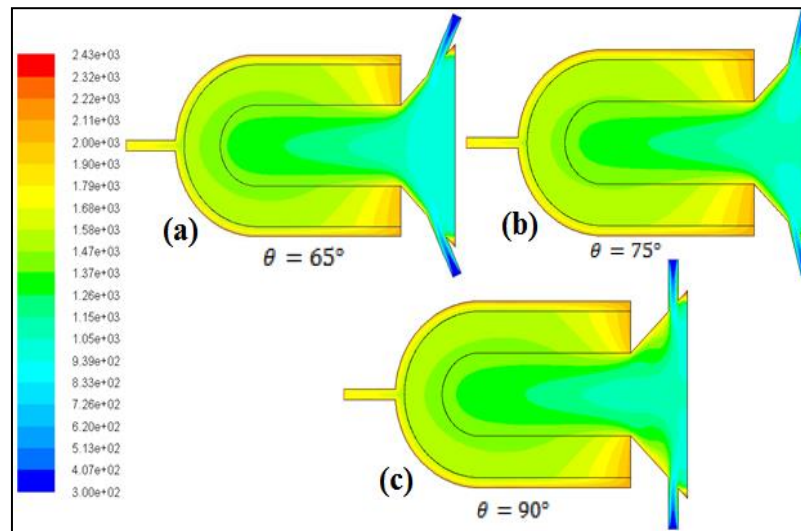 2.43e+03
2.32e+03
2.22e+03
2.11e+03
2.00e+03
1.90e+03
1.79e+03
1.68e+03
1.58e+03
1.47e+03
1.37e+03
1.26e+03
1.15e+03
1.05e+03
9.39e+02
8.33e+02
7.26e+02
6.20e+02
5.13e+02
4.07e+02
3.00e+02
(a)
θ = 65°
(b)
θ = 75°
(c)
θ = 90°